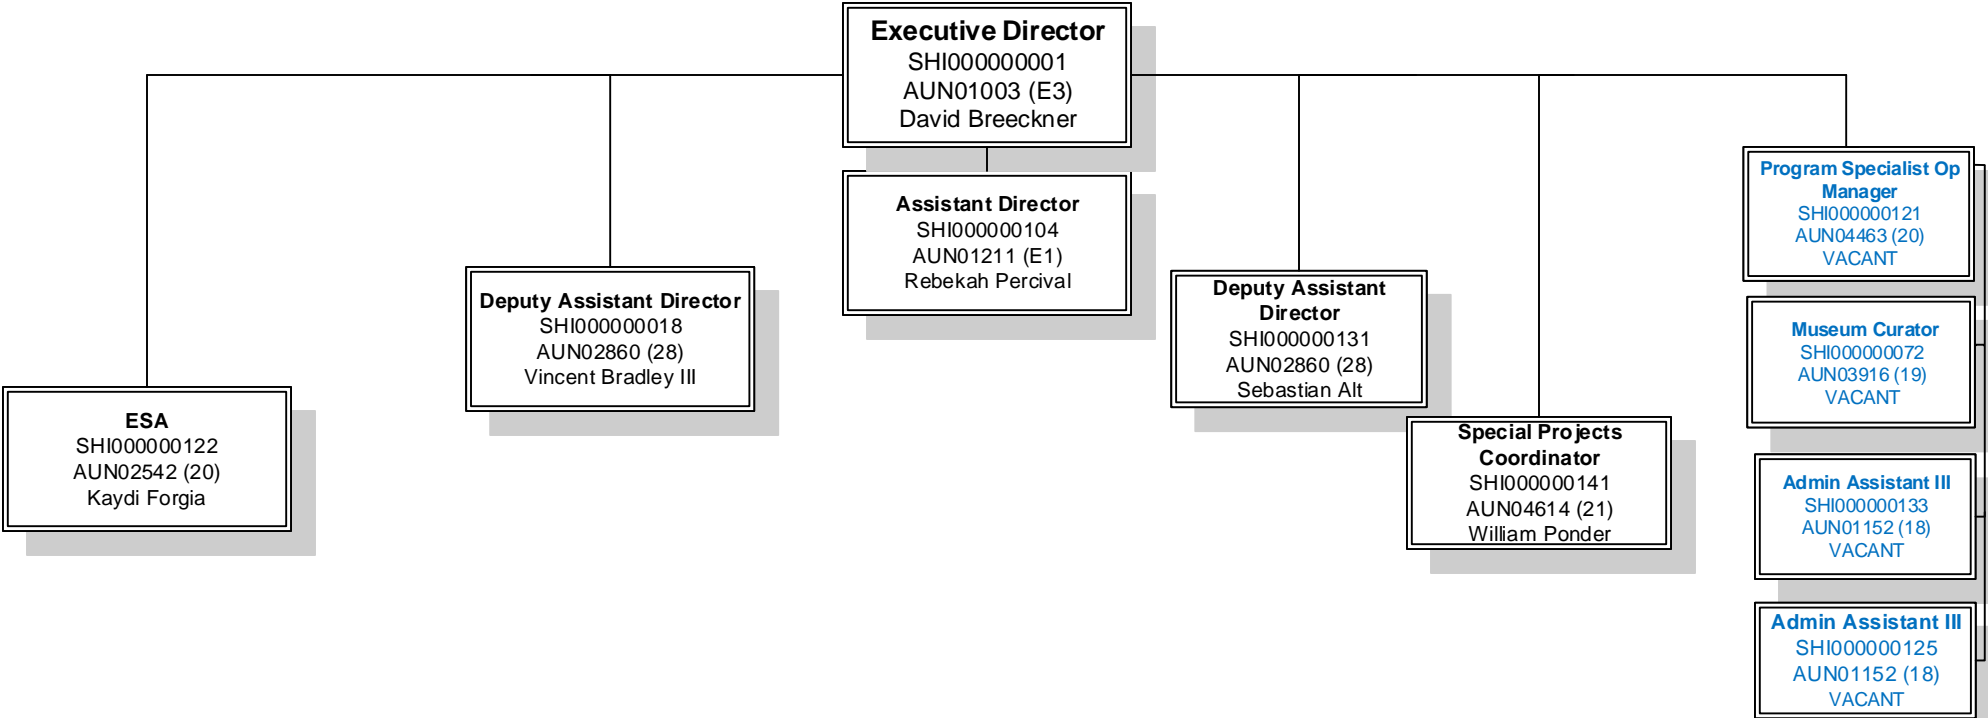 Executive Director
SHI000000001
AUN01003 (E3)
David Breeckner
Assistant Director
SHI000000104
AUN01211 (E1)
Rebekah Percival
ESA
SHI000000122
AUN02542 (20)
Kaydi Forgia
Deputy Assistant Director
SHI000000018
AUN02860 (28)
Vincent Bradley III
Deputy Assistant
Director
SHI000000131
AUN02860 (28)
Sebastian Alt
Special Projects
Coordinator
SHI000000141
AUN04614 (21)
William Ponder
Program Specialist Op
Manager
SHI000000121
AUN04463 (20)
VACANT
Museum Curator
SHI000000072
AUN03916 (19)
VACANT
Admin Assistant III
SHI000000133
AUN01152 (18)
VACANT
Admin Assistant III
SHI000000125
AUN01152 (18)
VACANT